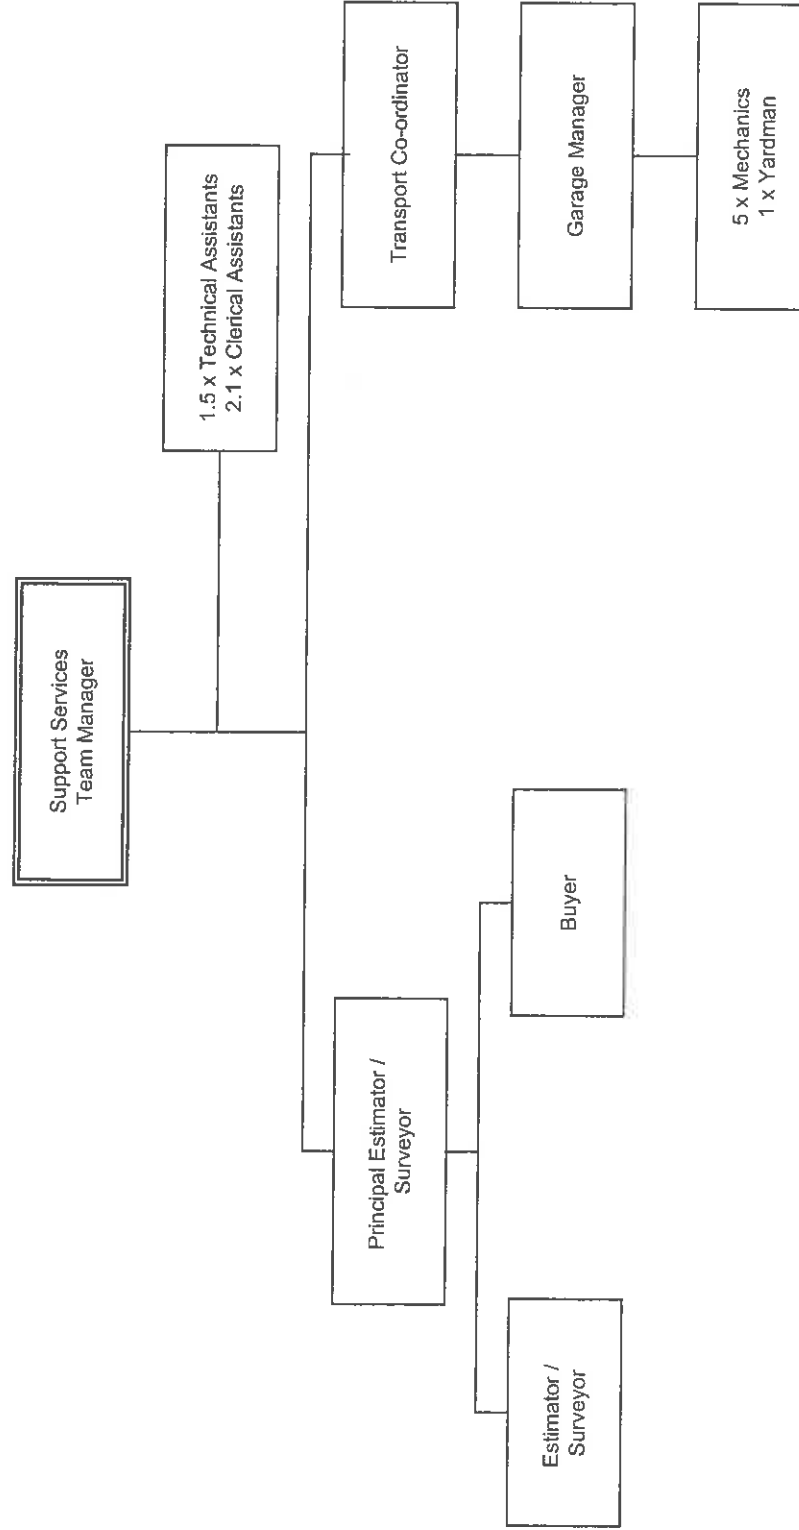 Support Services
Team Manager
1.5 x Technical Assistants
2.1 x Clerical Assistants
Principal Estimator /
Surveyor
Transport Co-ordinator
Estimator /
Surveyor
Buyer
Garage Manager
5 x Mechanics
1 x Yardman